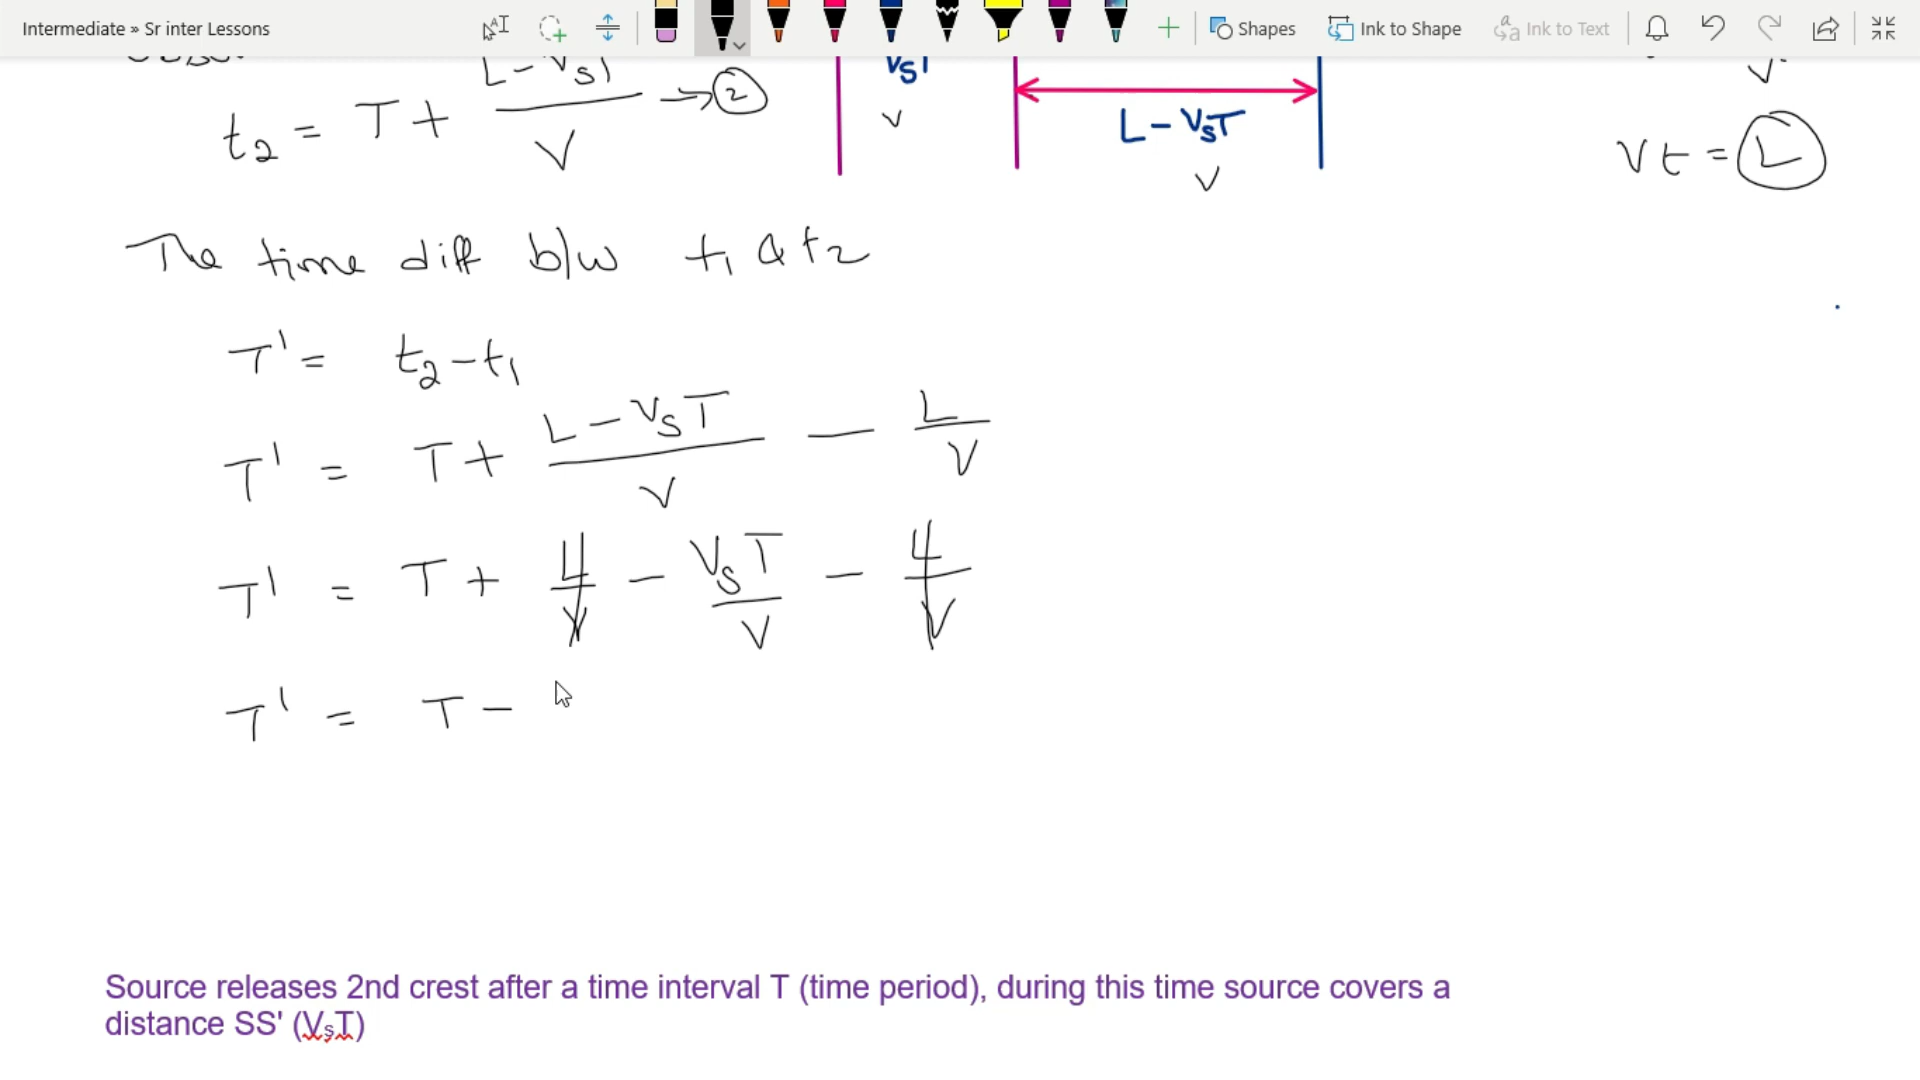 Intermediate » Sr inter Lessons
Shapes
Ink to Shape
Ink to Text
t₂ = T + (L - VsT)/V → ②
VsT
V
L - VsT
V
V
Vt = L
The time diff b/w t₁ & t₂
T' = t₂ - t₁
T' = T + (L - VsT)/V - L/V
T' = T + L/V - VsT/V - L/V
T' = T -
Source releases 2nd crest after a time interval T (time period), during this time source covers a
distance SS' (VsT)